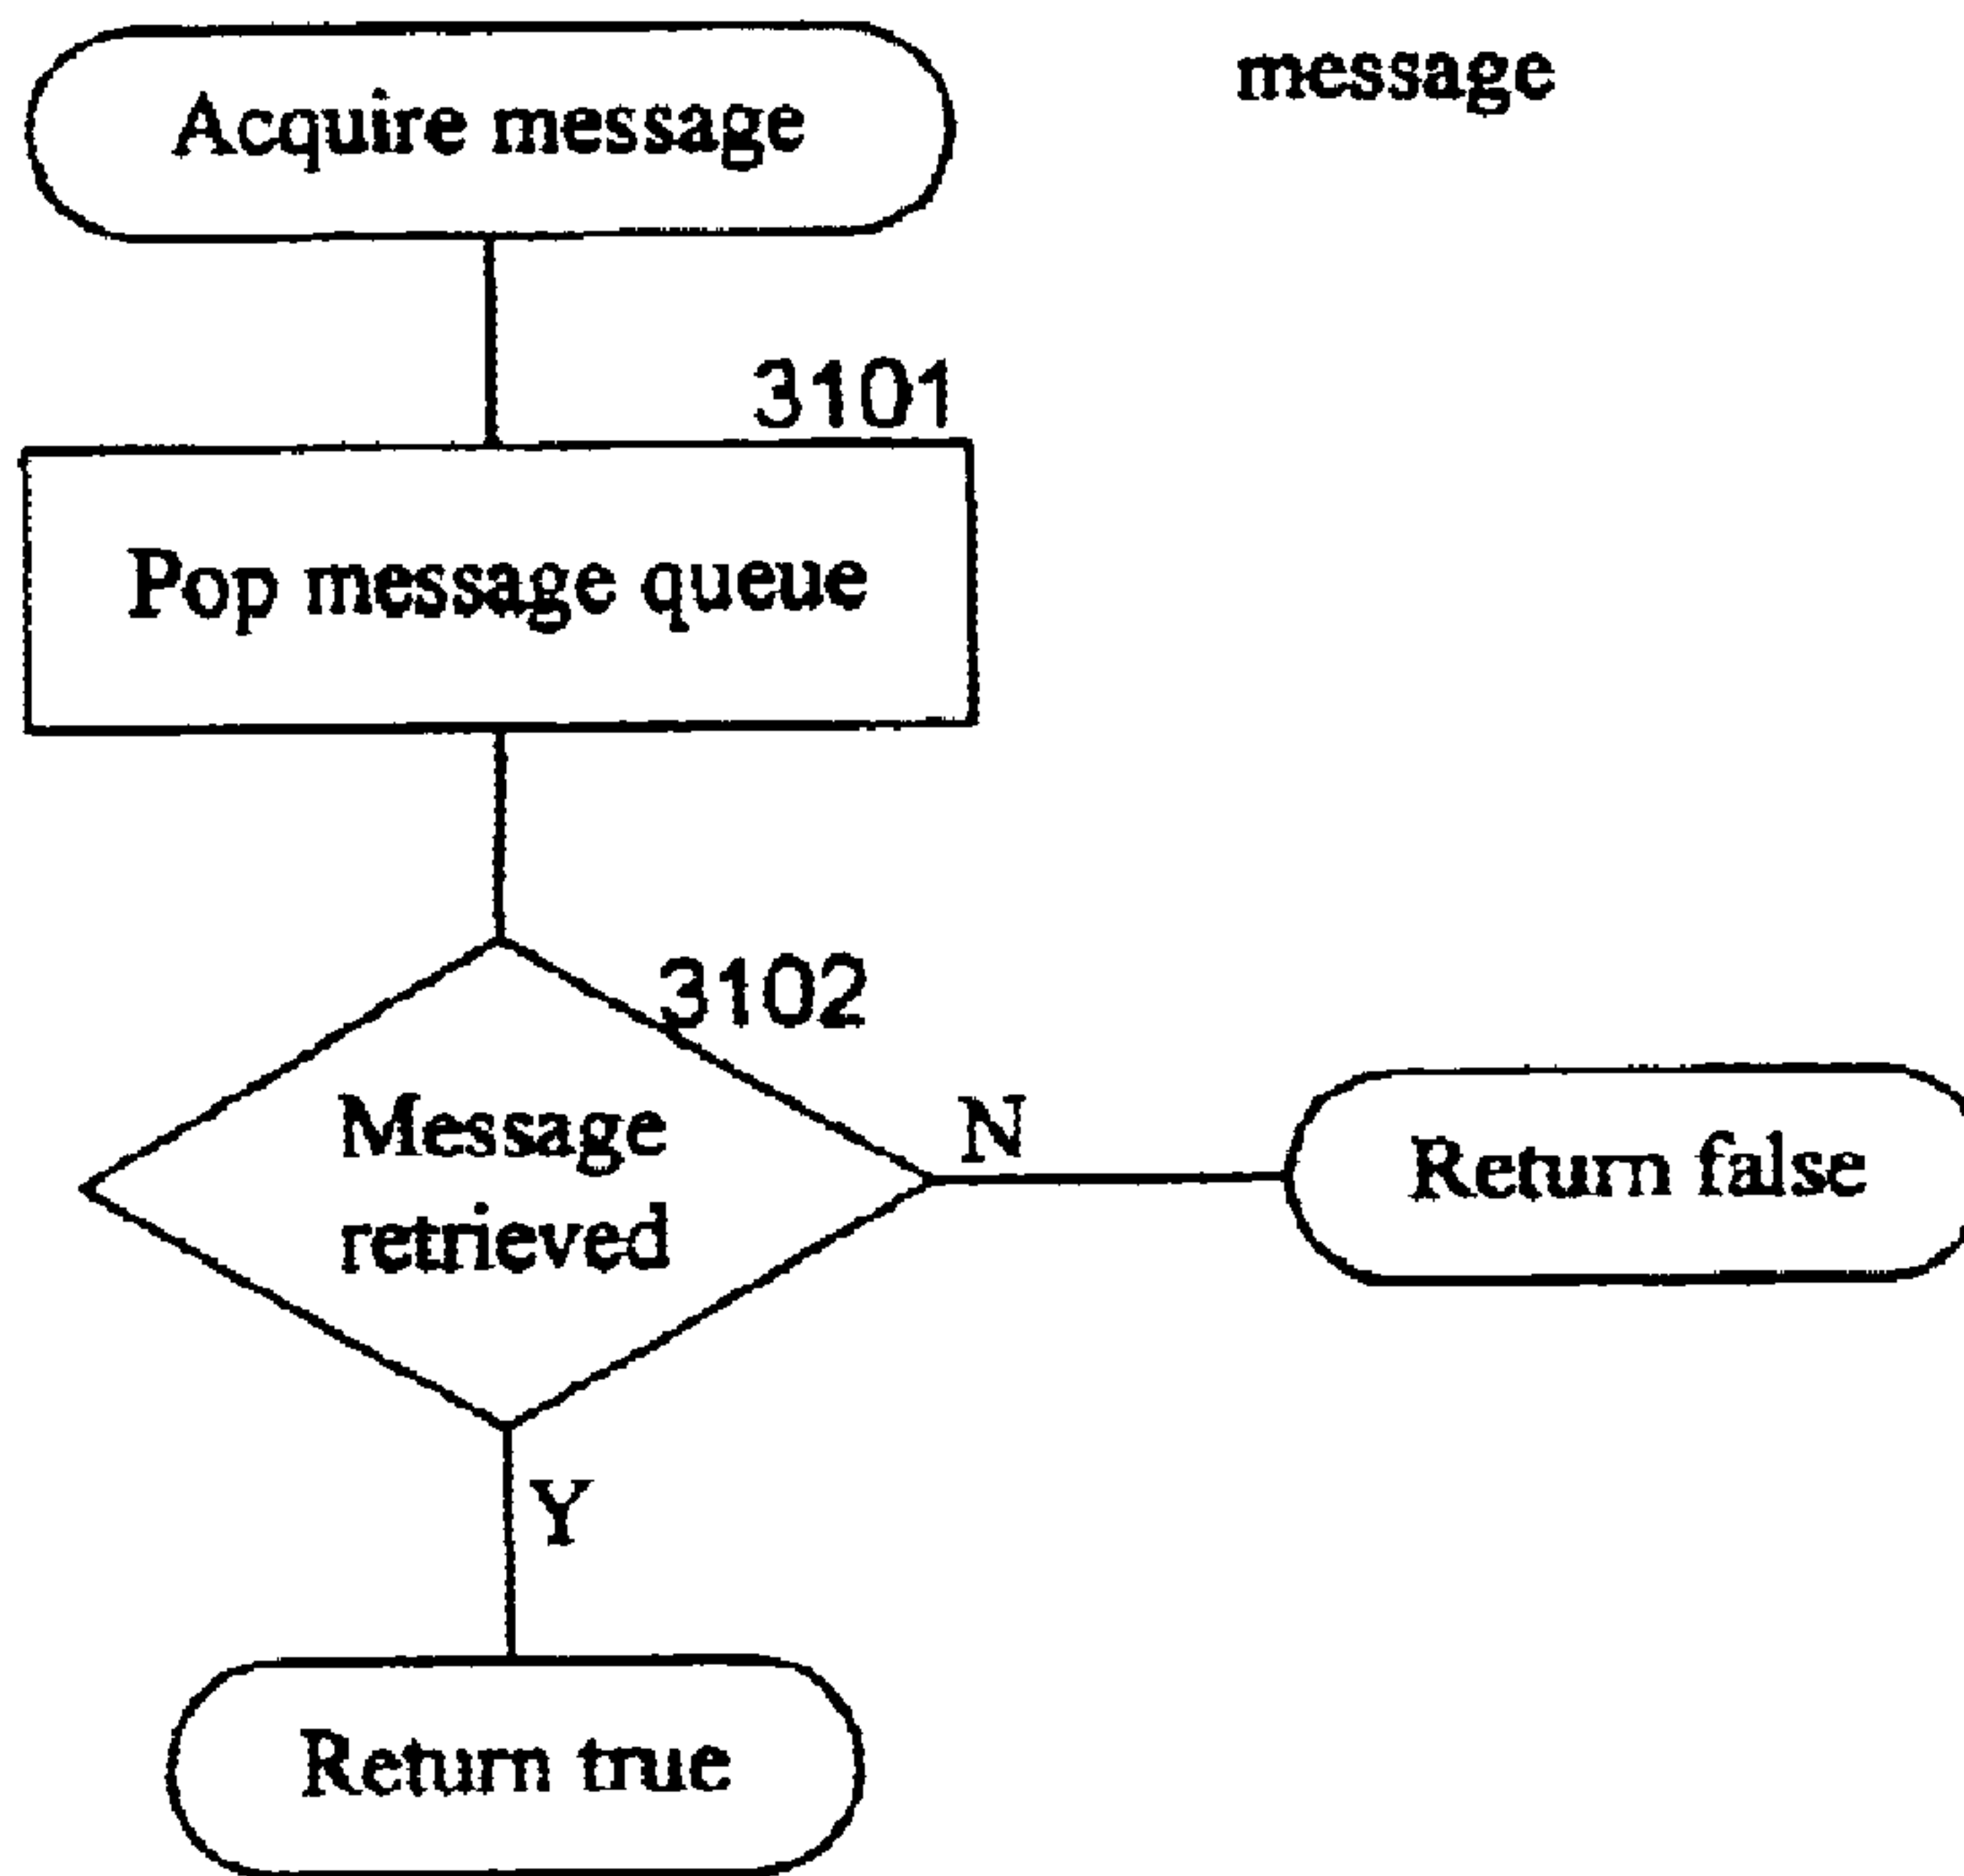 Acquire message
message
3101
Pop message queue
3102
Message
retrieved
N
Return false
Y
Return true